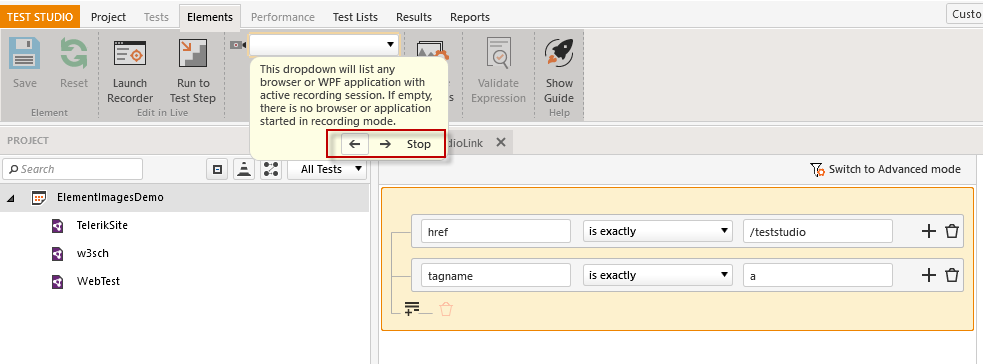 TEST STUDIO Project Tests Elements Performance Test Lists Results Reports Custo
Save Reset Launch Recorder Run to Test Step Validate Expression Show Guide
Element Edit in Live Help
This dropdown will list any
browser or WPF application with
active recording session. If empty,
there is no browser or application
started in recording mode.
Stop
PROJECT
dioLink
Search
All Tests
Switch to Advanced mode
ElementImagesDemo
TelerikSite
w3sch
WebTest
href is exactly /teststudio
tagname is exactly a